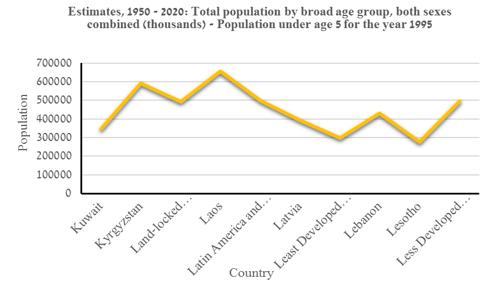 Estimates, 1950 - 2020: Total population by broad age group, both sexes
combined (thousands) - Population under age 5 for the year 1995
700000
600000
500000
400000
300000
200000
100000
0
Population
Kuwait
Kyrgyzstan
Land-locked...
Laos
Latin America and...
Latvia
Least Developed...
Lebanon
Lesotho
Less Developed...
Country